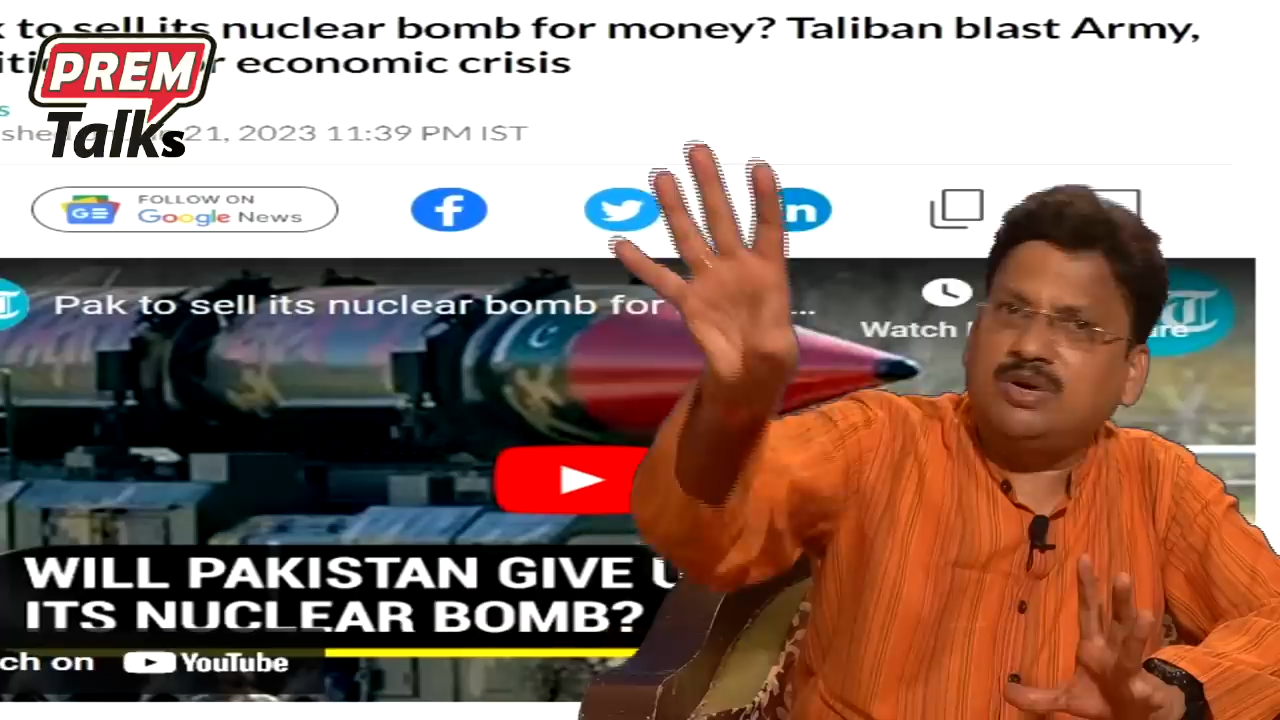 to sell its nuclear bomb for money? Taliban blast Army,
economic crisis
PREM
Talks
21, 2023 11:39 PM IST
FOLLOW ON
Google News
Pak to sell its nuclear bomb for ...
Watch
WILL PAKISTAN GIVE
ITS NUCLEAR BOMB?
on YouTube